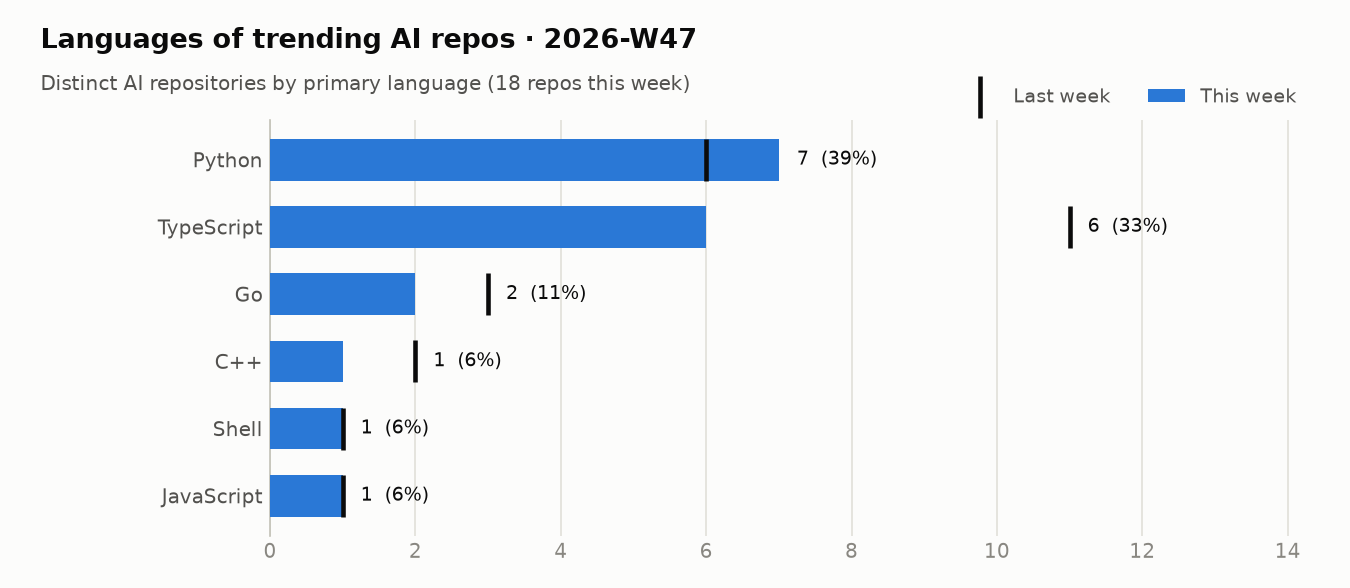 Languages of trending AI repos · 2026-W47
Distinct AI repositories by primary language (18 repos this week)
Last week
This week
Python
7 (39%)
TypeScript
6 (33%)
Go
2 (11%)
C++
1 (6%)
Shell
1 (6%)
JavaScript
1 (6%)
0 2 4 6 8 10 12 14